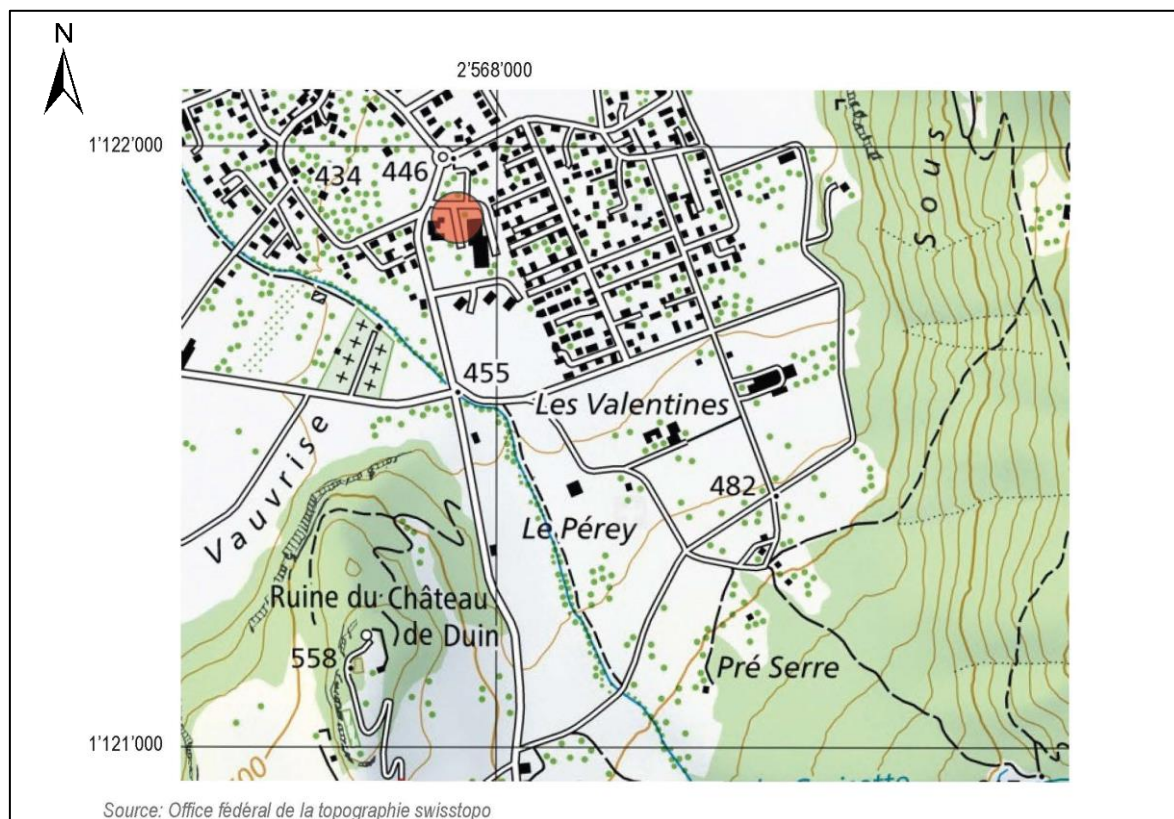 N
2'568'000
1'122'000
434
446
Sous
455
Les Valentines
482
Vauvrise
Le Pérey
Ruine du Château
de Duin
558
Pré Serre
1'121'000
Source: Office fédéral de la topographie swisstopo